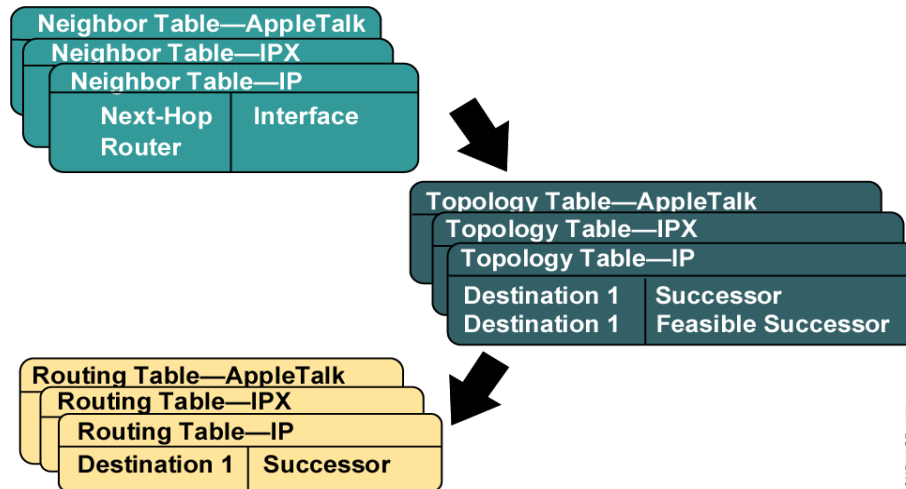 Neighbor Table—AppleTalk
Neighbor Table—IPX
Neighbor Table—IP
Next-Hop Router
Interface
Topology Table—AppleTalk
Topology Table—IPX
Topology Table—IP
Destination 1 Successor
Destination 1 Feasible Successor
Routing Table—AppleTalk
Routing Table—IPX
Routing Table—IP
Destination 1 Successor